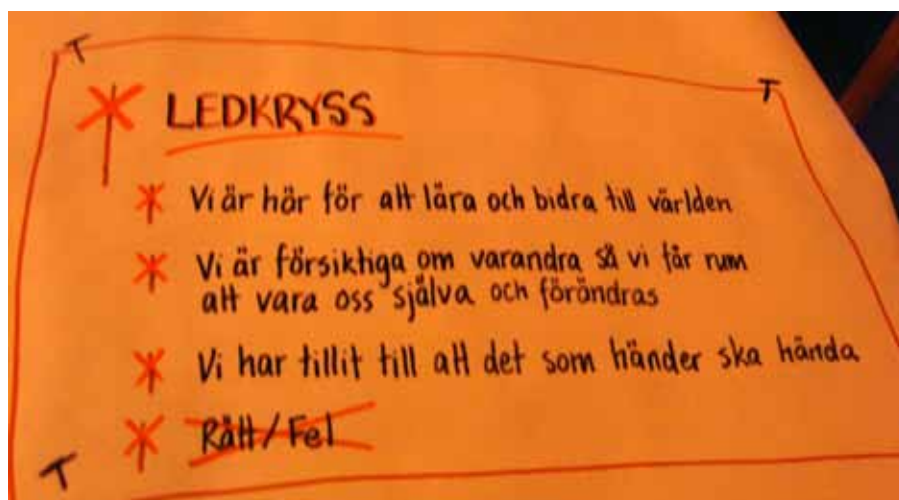 T
T
LEDKRYSS
Vi är här för att lära och bidra till världen
Vi är försiktiga om varandra så vi får rum
att vara oss själva och förändras
Vi har tillit till att det som händer ska hända
Rätt/Fel
T